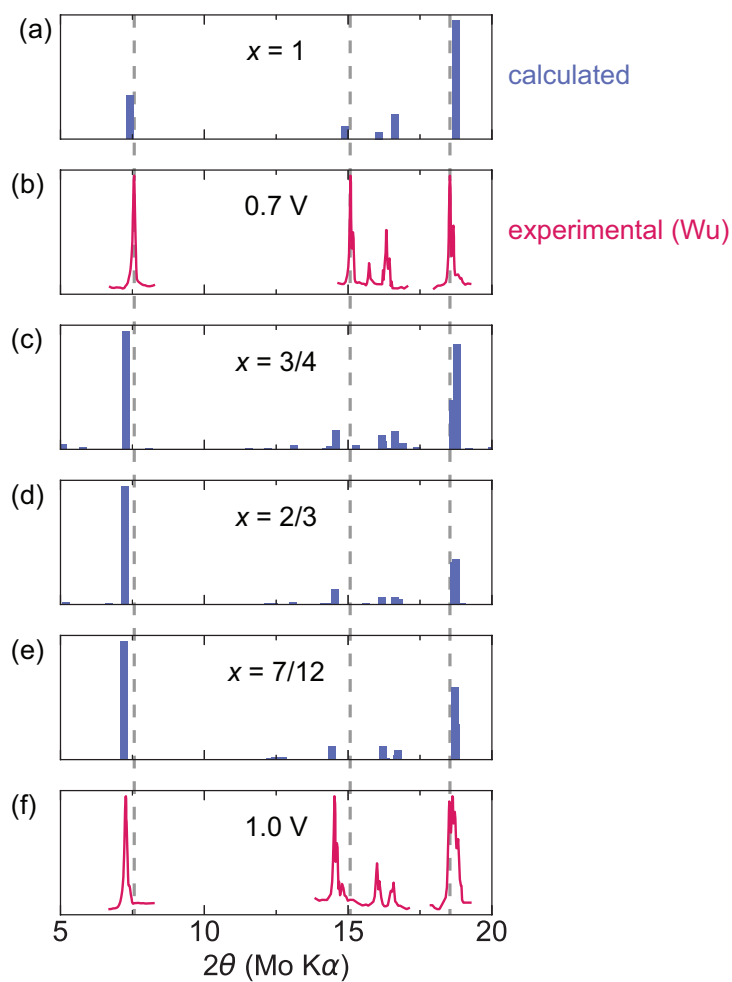 (a)
x = 1
calculated
(b)
0.7 V
experimental (Wu)
(c)
x = 3/4
(d)
x = 2/3
(e)
x = 7/12
(f)
1.0 V
5 10 15 20
2θ (Mo Kα)